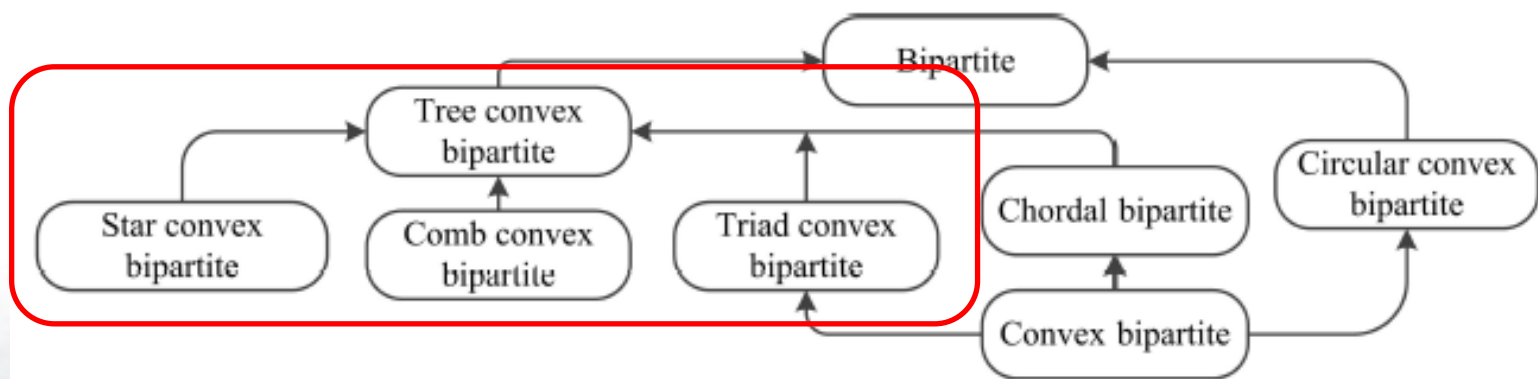 Bipartite
Tree convex
bipartite
Star convex
bipartite
Comb convex
bipartite
Triad convex
bipartite
Chordal bipartite
Circular convex
bipartite
Convex bipartite